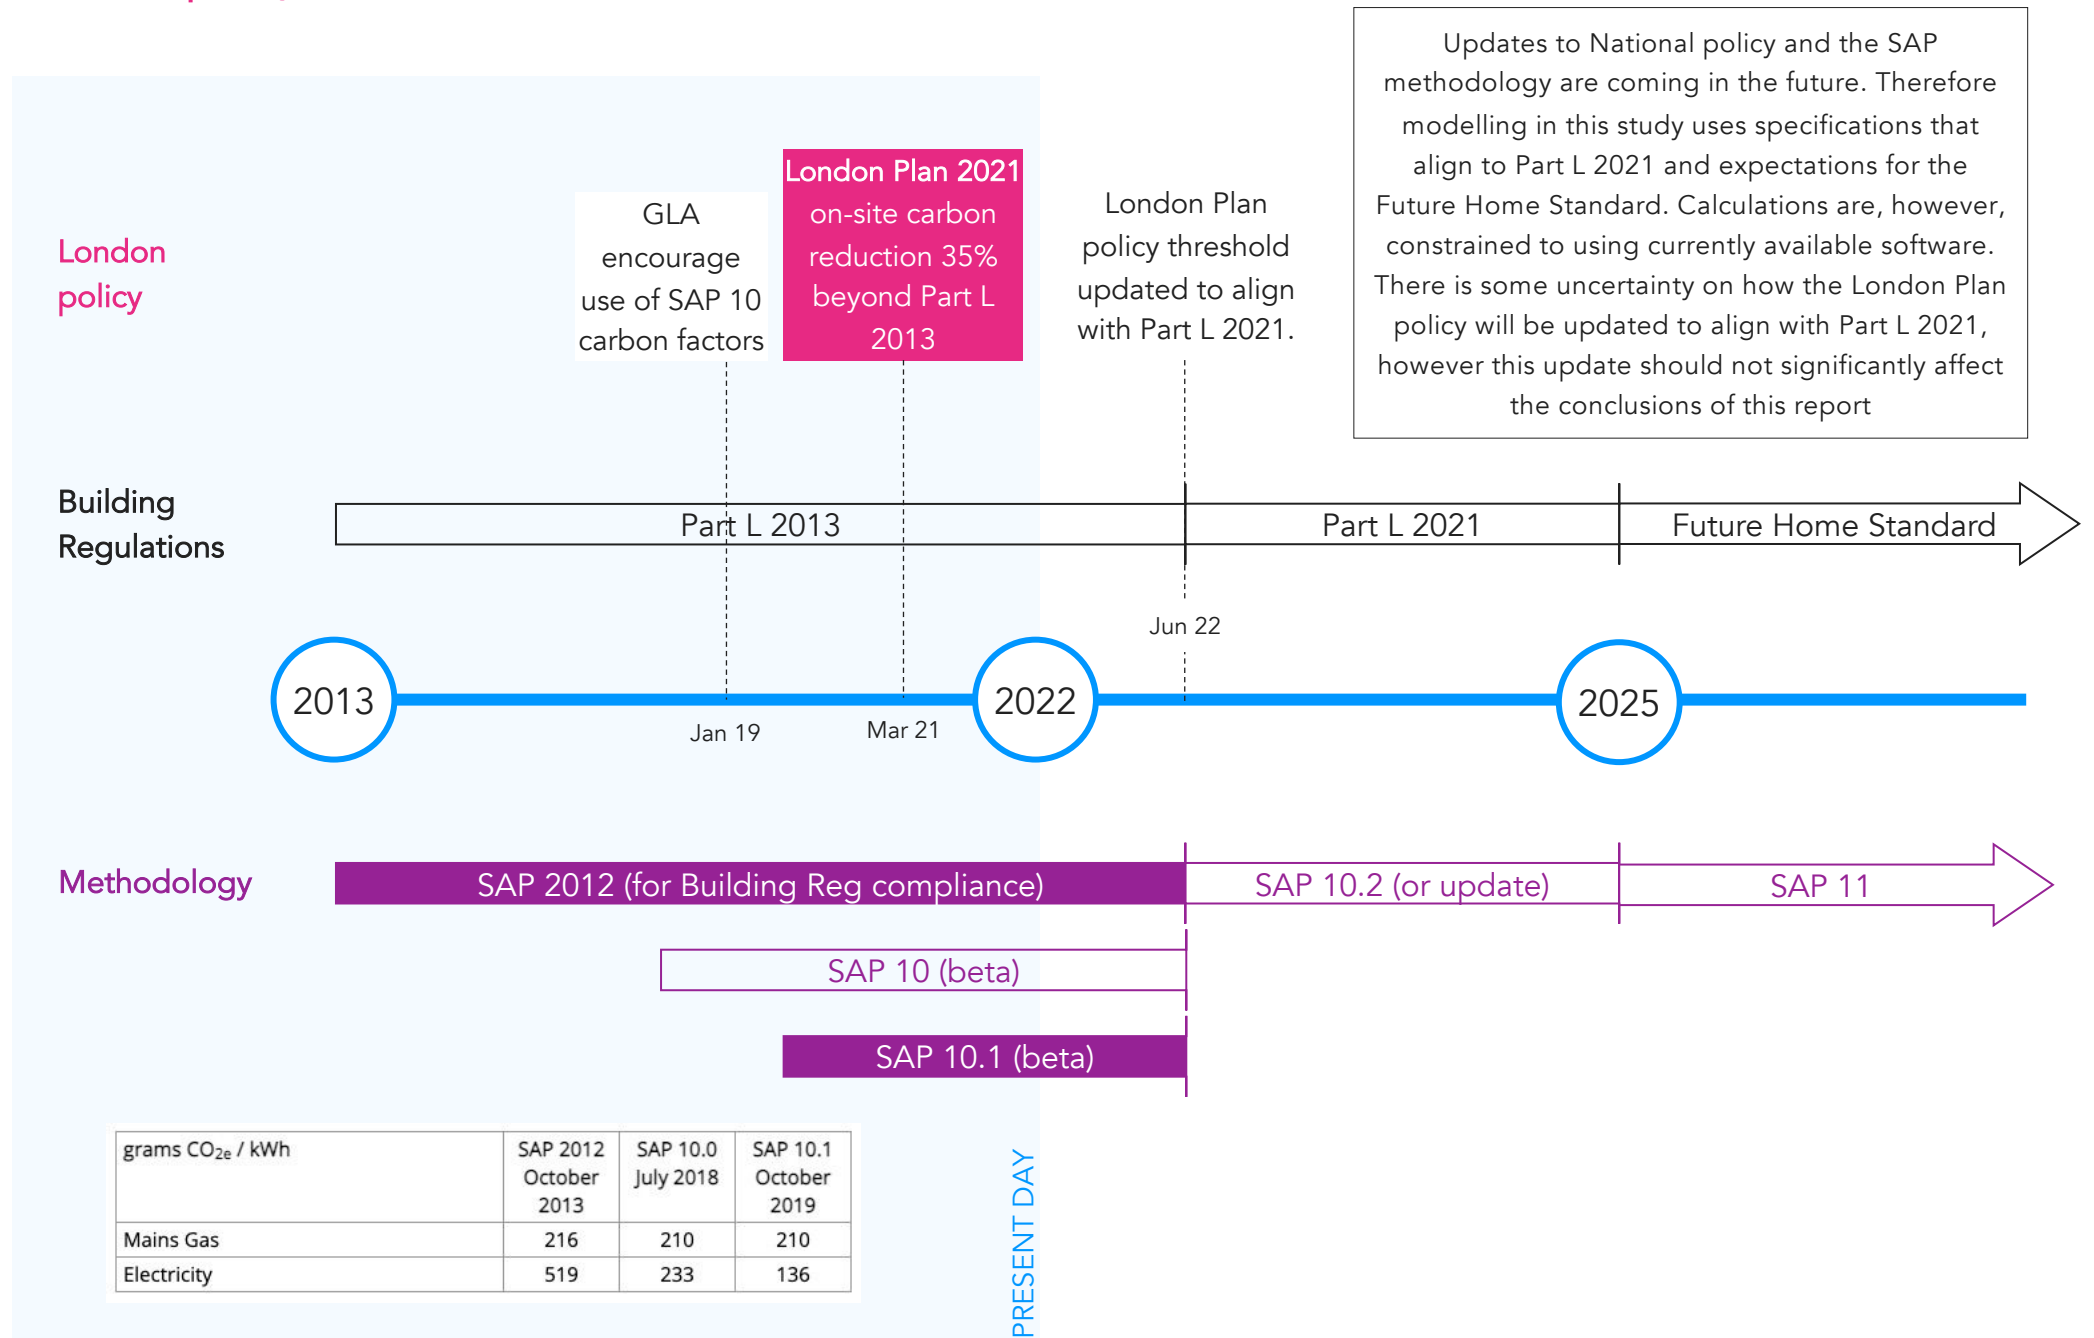 Updates to National policy and the SAP
methodology are coming in the future. Therefore
modelling in this study uses specifications that
align to Part L 2021 and expectations for the
Future Home Standard. Calculations are, however,
constrained to using currently available software.
There is some uncertainty on how the London Plan
policy will be updated to align with Part L 2021,
however this update should not significantly affect
the conclusions of this report
London
policy
GLA
encourage
use of SAP 10
carbon factors
London Plan 2021
on-site carbon
reduction 35%
beyond Part L
2013
London Plan
policy threshold
updated to align
with Part L 2021.
Building
Regulations
Part L 2013
Part L 2021
Future Home Standard
Jun 22
2013
2022
2025
Jan 19
Mar 21
Methodology
SAP 2012 (for Building Reg compliance)
SAP 10.2 (or update)
SAP 11
SAP 10 (beta)
SAP 10.1 (beta)
grams CO2e / kWh
SAP 2012
October
2013
SAP 10.0
July 2018
SAP 10.1
October
2019
Mains Gas 216 210 210
Electricity 519 233 136
PRESENT DAY